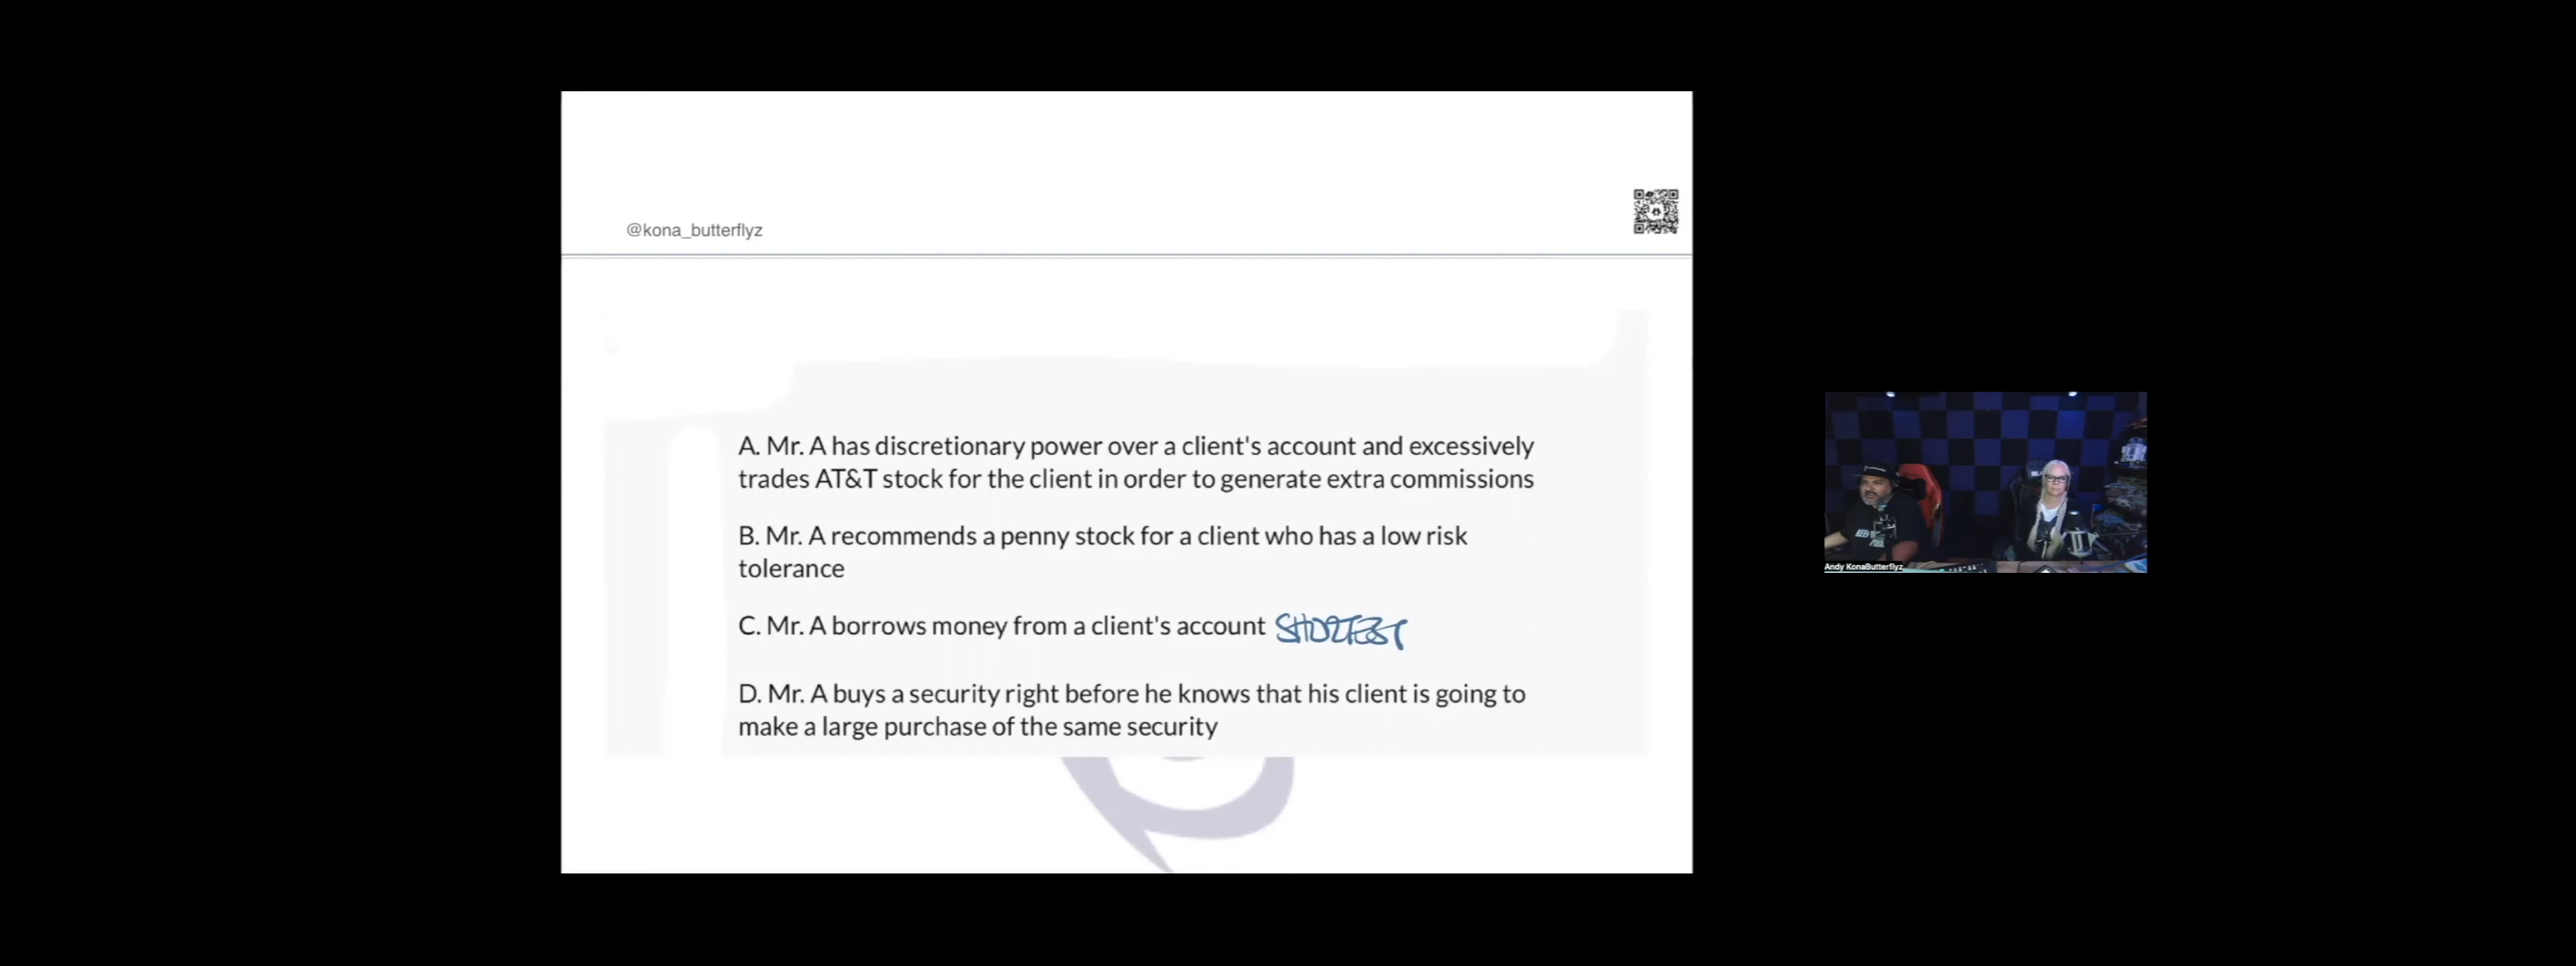 @kona_butterflyz
A. Mr. A has discretionary power over a client's account and excessively
trades AT&T stock for the client in order to generate extra commissions
B. Mr. A recommends a penny stock for a client who has a low risk
tolerance
C. Mr. A borrows money from a client's account SHORTEST
D. Mr. A buys a security right before he knows that his client is going to
make a large purchase of the same security
Andy KonaButterflyz